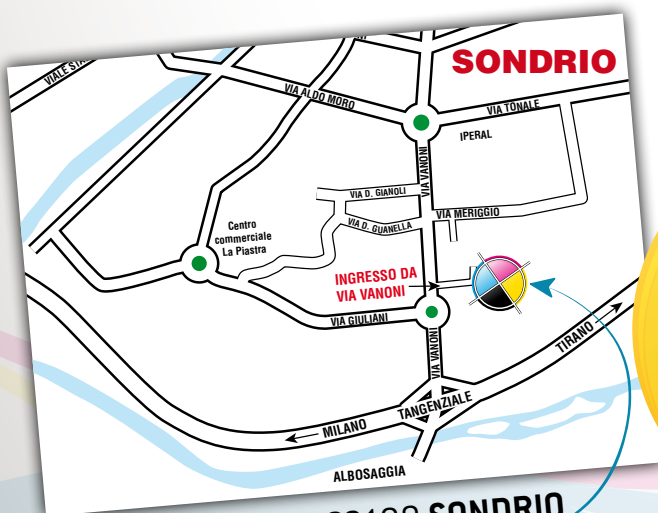 SONDRIO
VIALE
VIA ALDO MORO
VIA TONALE
IPERAL
VIA VANONI
VIA D. GIANOLI
VIA MERIGGIO
VIA D. GUANELLA
Centro
commerciale
La Piastra
INGRESSO DA
VIA VANONI
VIA GIULIANI
VIA VANONI
TIRANO
TANGENZIALE
MILANO
ALBOSAGGIA
SONDRIO